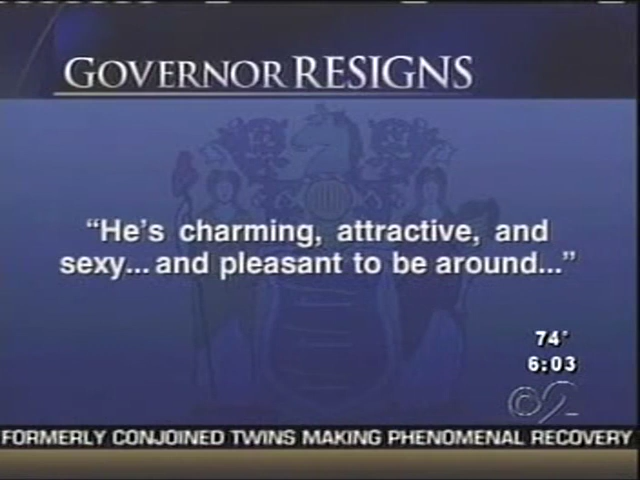 GOVERNOR RESIGNS
“He's charming, attractive, and
sexy... and pleasant to be around...”
74°
6:03
2
FORMERLY CONJOINED TWINS MAKING PHENOMENAL RECOVERY